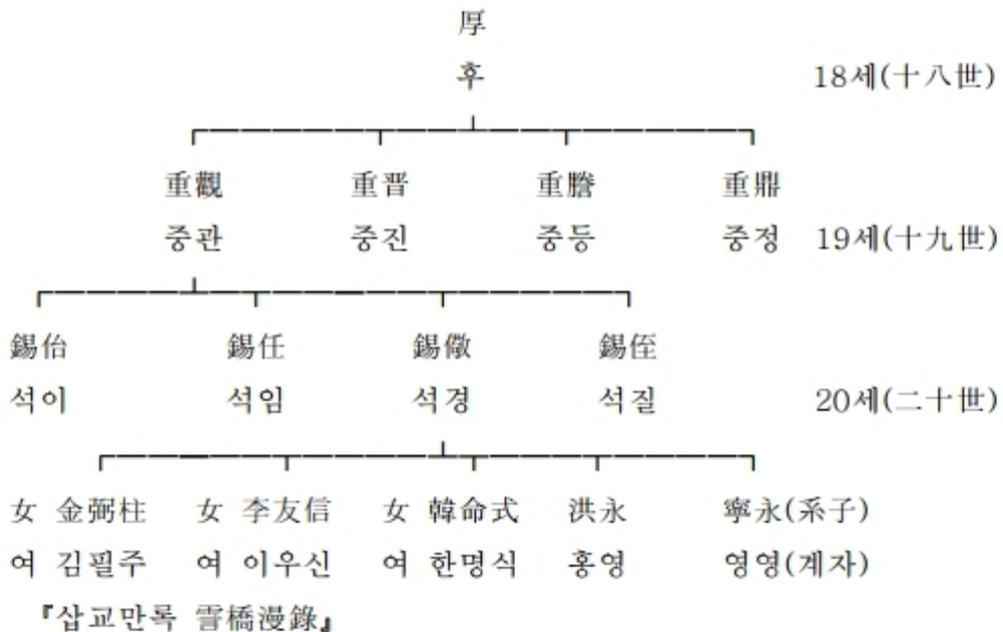 厚
후 18세(十八世)
重觀 重晋 重謄 重鼎
중관 중진 중등 중정 19세(十九世)
錫佁 錫任 錫儆 錫侄
석이 석임 석경 석질 20세(二十世)
女 金弼柱 女 李友信 女 韓命式 洪永 寧永(系子)
여 김필주 여 이우신 여 한명식 홍영 영영(계자)
『삽교만록 霅橋漫錄』